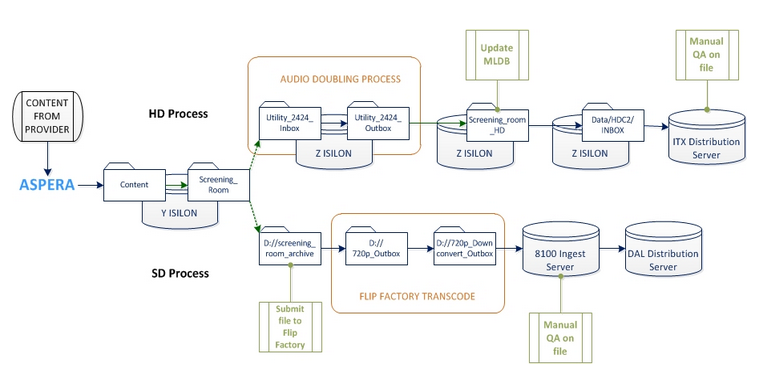 Update
MLDB
Manual
QA on
file
AUDIO DOUBLING PROCESS
CONTENT
FROM
PROVIDER
HD Process
Utility_2424_
Inbox
Utility_2424_
Outbox
Screening_room
_HD
Data/HDC2/
INBOX
ITX Distribution
Server
Z ISILON
Z ISILON
Z ISILON
ASPERA
Content
Screening_
Room
Y ISILON
D://screening_
room_archive
D://
720p_Outbox
D://720p_Down
convert_Outbox
8100 Ingest
Server
DAL Distribution
Server
SD Process
FLIP FACTORY TRANSCODE
Submit
file to
Flip
Factory
Manual
QA on
file